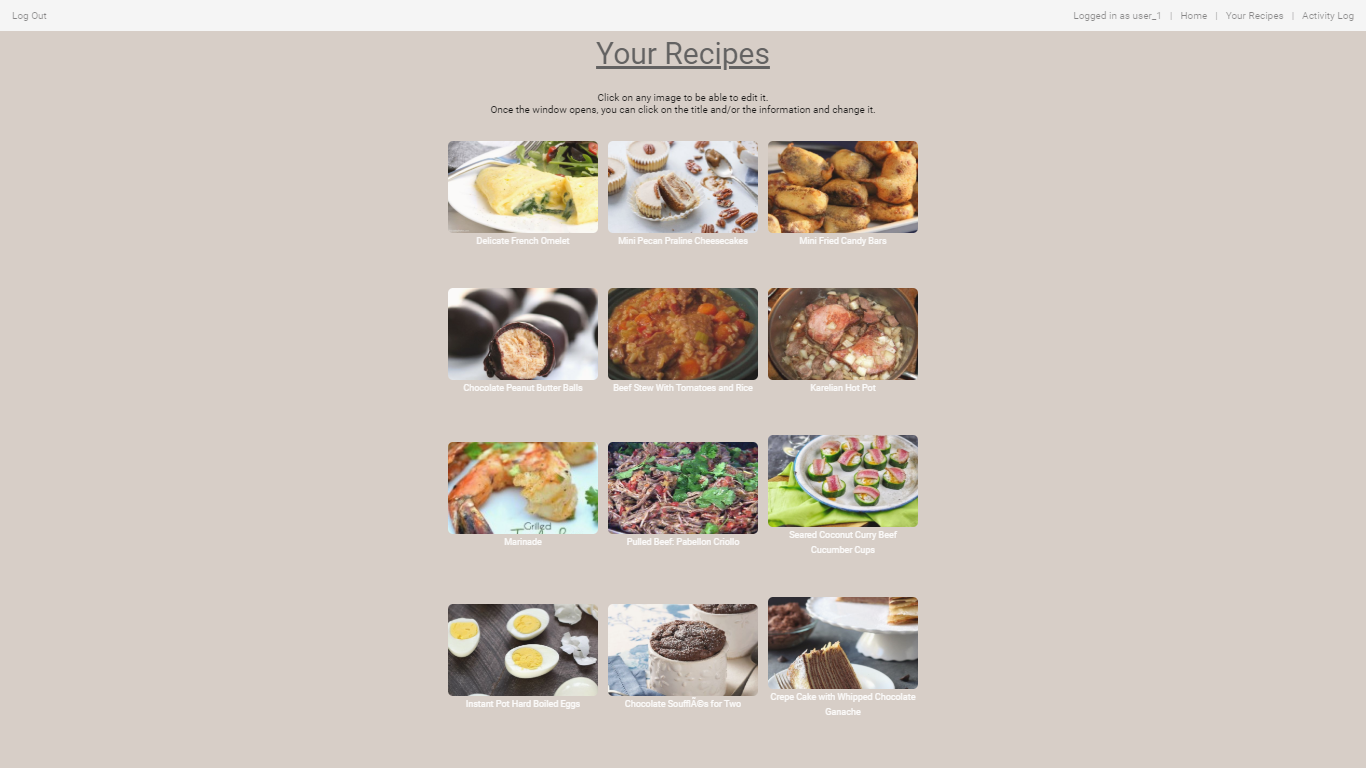 Log Out
Logged in as user_1 | Home | Your Recipes | Activity Log
Your Recipes
Click on any image to be able to edit it.
Once the window opens, you can click on the title and/or the information and change it.
Delicate French Omelet
Mini Pecan Praline Cheesecakes
Mini Fried Candy Bars
Chocolate Peanut Butter Balls
Beef Stew With Tomatoes and Rice
Karelian Hot Pot
Grilled
Marinade
Pulled Beef: Pabellon Criollo
Seared Coconut Curry Beef
Cucumber Cups
Instant Pot Hard Boiled Eggs
Chocolate SoufflÃ©s for Two
Crepe Cake with Whipped Chocolate
Ganache